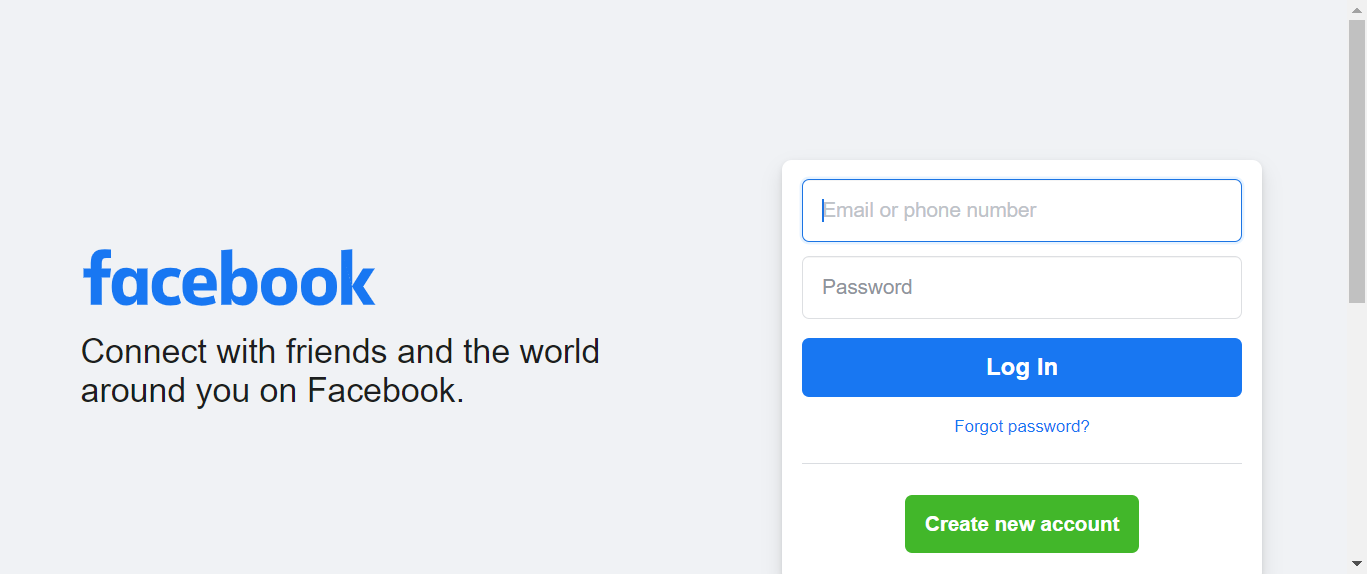 facebook
Connect with friends and the world
around you on Facebook.
Email or phone number
Password
Log In
Forgot password?
Create new account